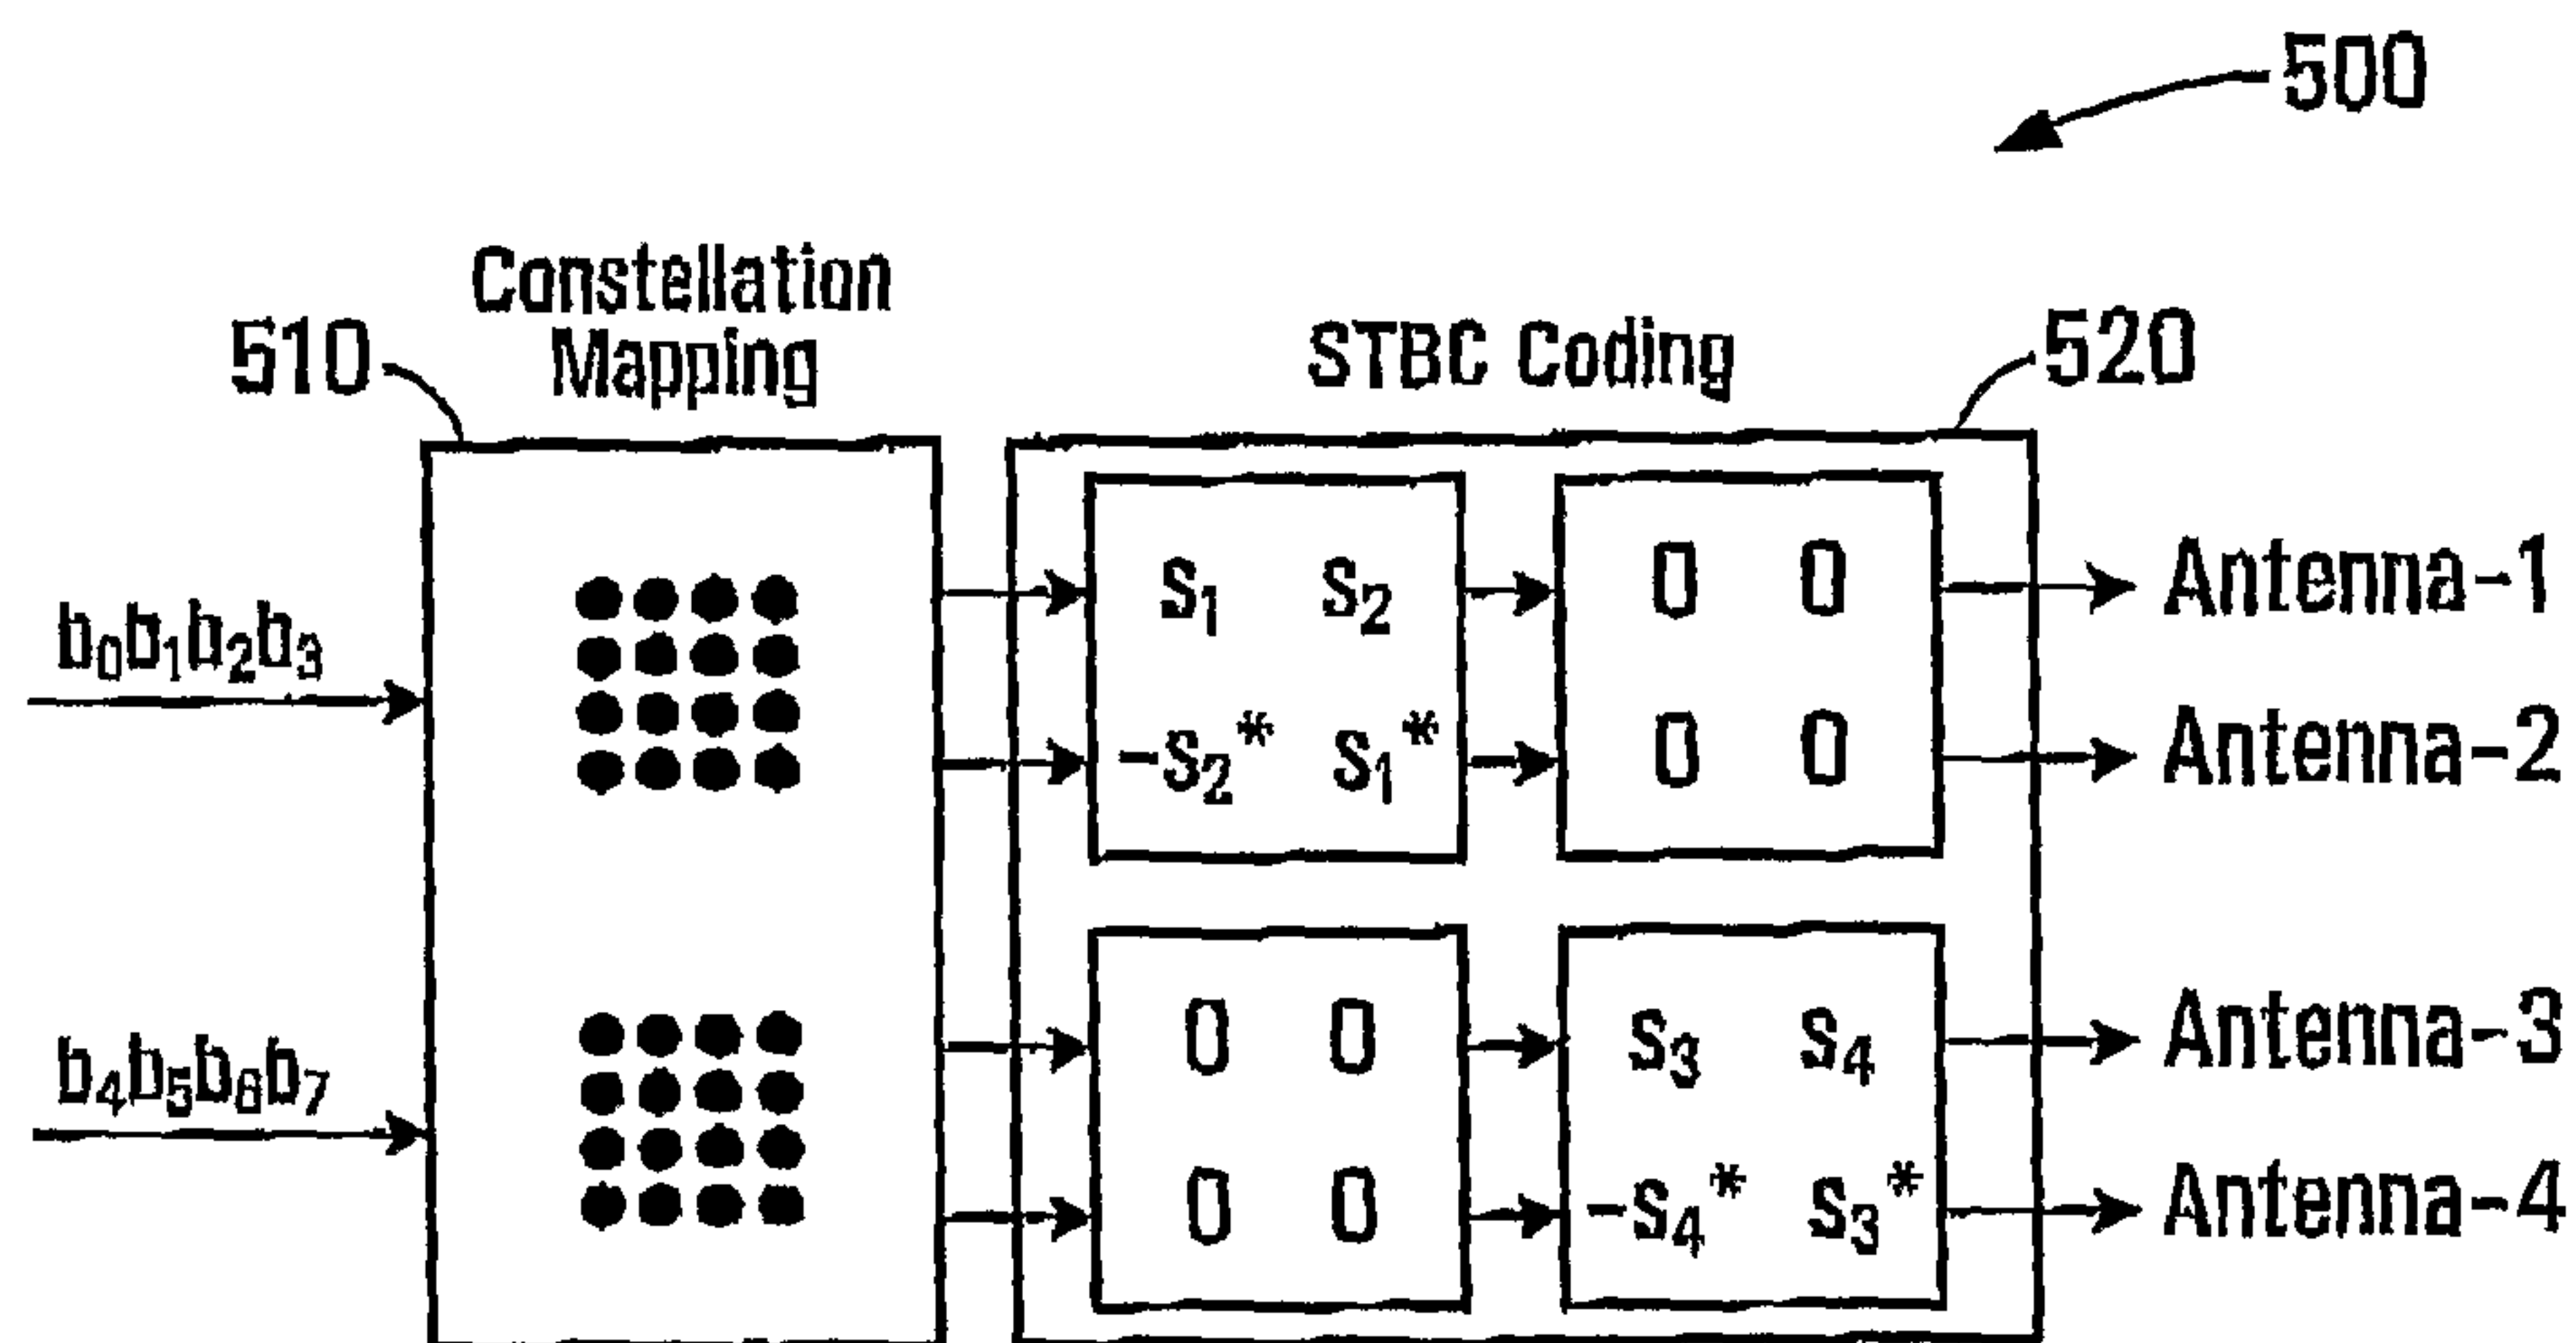 500
Constellation
Mapping
510
STBC Coding
520
b₀b₁b₂b₃
s₁ s₂
0 0
Antenna-1
-s₂* s₁*
0 0
Antenna-2
b₄b₅b₆b₇
0 0
s₃ s₄
Antenna-3
0 0
-s₄* s₃*
Antenna-4